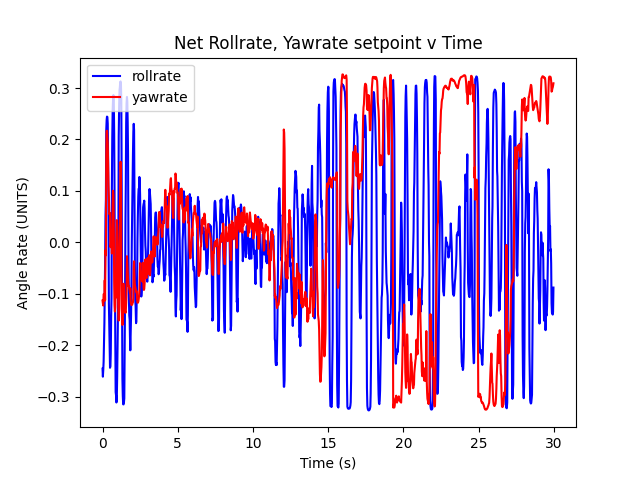 Net Rollrate, Yawrate setpoint v Time
rollrate
yawrate
Angle Rate (UNITS)
0.3
0.2
0.1
0.0
−0.1
−0.2
−0.3
0 5 10 15 20 25 30
Time (s)